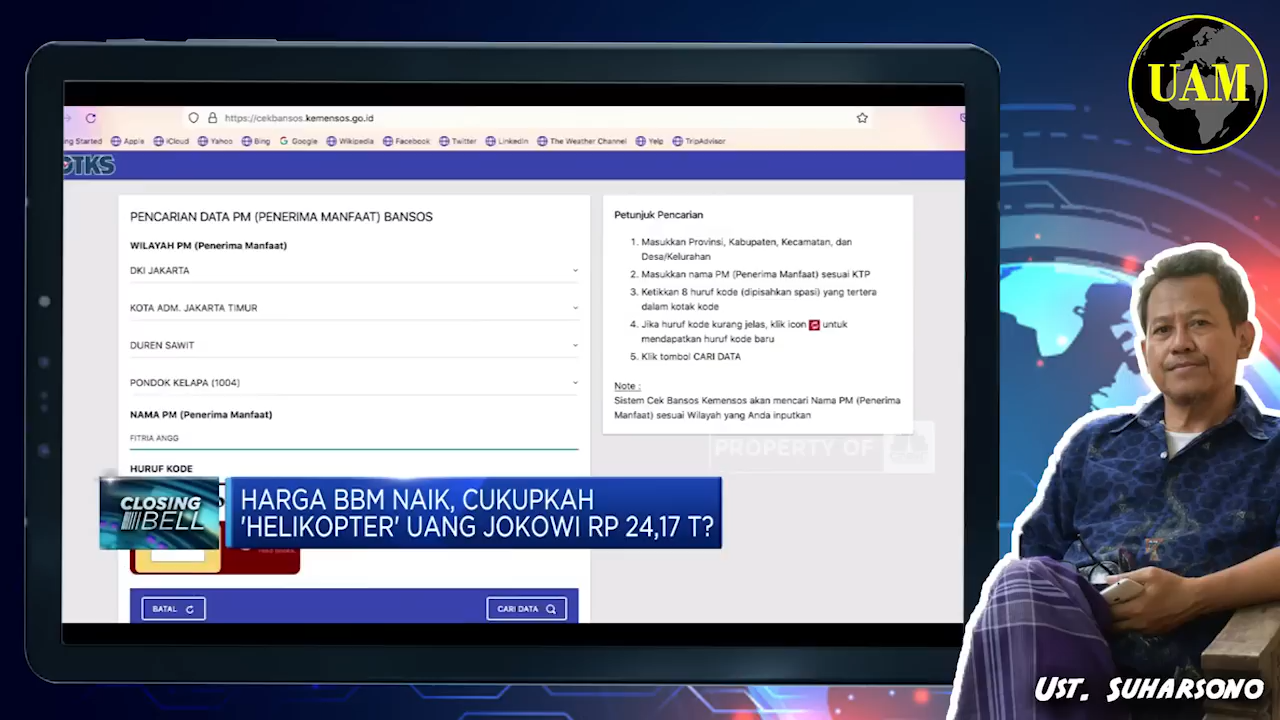 UAM
https://cekbansos.kemensos.go.id
ng Started Apple iCloud Yahoo Bing Google Wikipedia Facebook Twitter LinkedIn The Weather Channel Yelp TripAdvisor
DTKS
PENCARIAN DATA PM (PENERIMA MANFAAT) BANSOS
WILAYAH PM (Penerima Manfaat)
DKI JAKARTA
KOTA ADM. JAKARTA TIMUR
DUREN SAWIT
PONDOK KELAPA (1004)
NAMA PM (Penerima Manfaat)
FITRIA ANGG
HURUF KODE
BATAL
CARI DATA
Petunjuk Pencarian
1. Masukkan Provinsi, Kabupaten, Kecamatan, dan
Desa/Kelurahan
2. Masukkan nama PM (Penerima Manfaat) sesuai KTP
3. Ketikkan 8 huruf kode (dipisahkan spasi) yang tertera
dalam kotak kode
4. Jika huruf kode kurang jelas, klik icon untuk
mendapatkan huruf kode baru
5. Klik tombol CARI DATA
Note :
Sistem Cek Bansos Kemensos akan mencari Nama PM (Penerima
Manfaat) sesuai Wilayah yang Anda inputkan
PROPERTY OF
CLOSING
BELL
HARGA BBM NAIK, CUKUPKAH
'HELIKOPTER' UANG JOKOWI RP 24,17 T?
UST. SUHARSONO